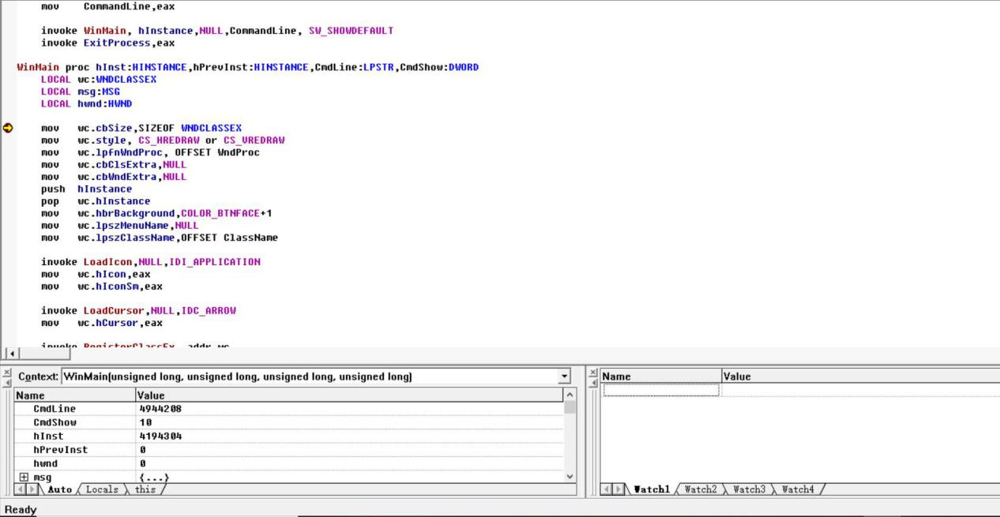 mov CommandLine,eax
invoke WinMain, hInstance,NULL,CommandLine, SW_SHOWDEFAULT
invoke ExitProcess,eax
WinMain proc hInst:HINSTANCE,hPrevInst:HINSTANCE,CmdLine:LPSTR,CmdShow:DWORD
LOCAL wc:WNDCLASSEX
LOCAL msg:MSG
LOCAL hwnd:HWND
mov wc.cbSize,SIZEOF WNDCLASSEX
mov wc.style, CS_HREDRAW or CS_VREDRAW
mov wc.lpfnWndProc, OFFSET WndProc
mov wc.cbClsExtra,NULL
mov wc.cbWndExtra,NULL
push hInstance
pop wc.hInstance
mov wc.hbrBackground,COLOR_BTNFACE+1
mov wc.lpszMenuName,NULL
mov wc.lpszClassName,OFFSET ClassName
invoke LoadIcon,NULL,IDI_APPLICATION
mov wc.hIcon,eax
mov wc.hIconSm,eax
invoke LoadCursor,NULL,IDC_ARROW
mov wc.hCursor,eax
invoke RegisterClassEx, addr wc
Context: WinMain(unsigned long, unsigned long, unsigned long, unsigned long)
Name Value
CmdLine 4944208
CmdShow 10
hInst 4194304
hPrevInst 0
hwnd 0
msg {...}
Auto Locals this
Name Value
Watch1 Watch2 Watch3 Watch4
Ready